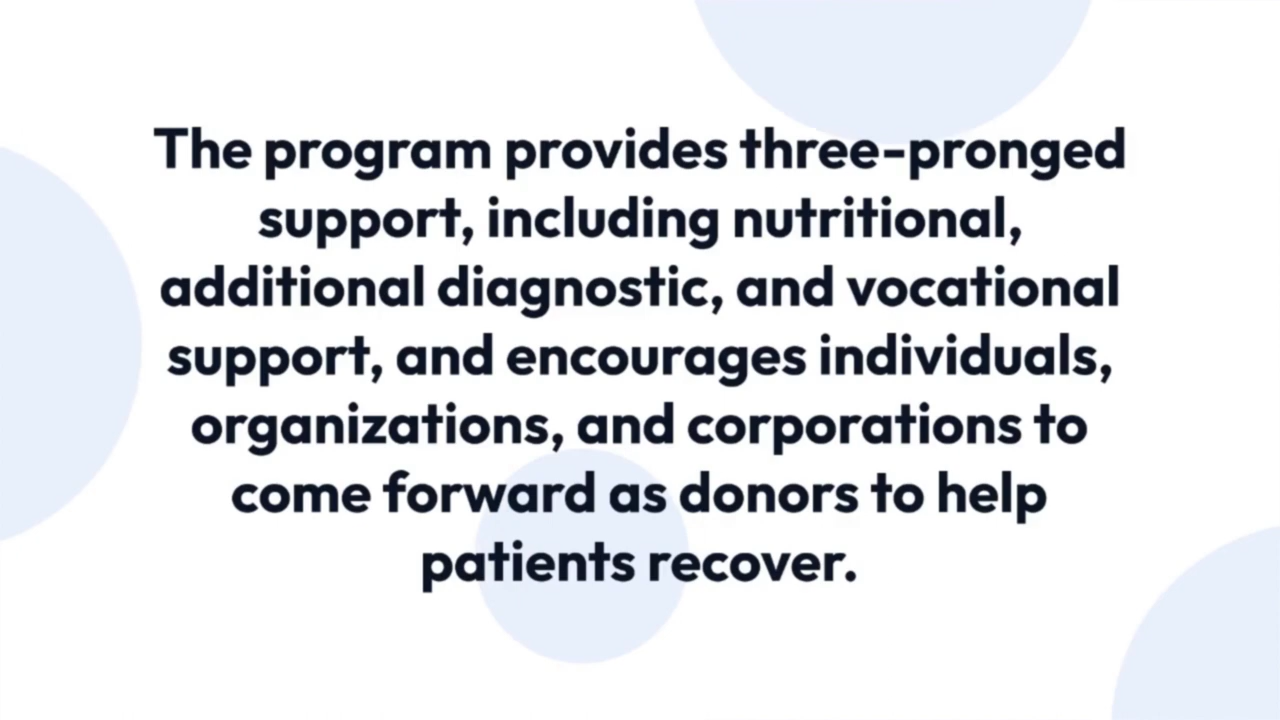 The program provides three-pronged
support, including nutritional,
additional diagnostic, and vocational
support, and encourages individuals,
organizations, and corporations to
come forward as donors to help
patients recover.